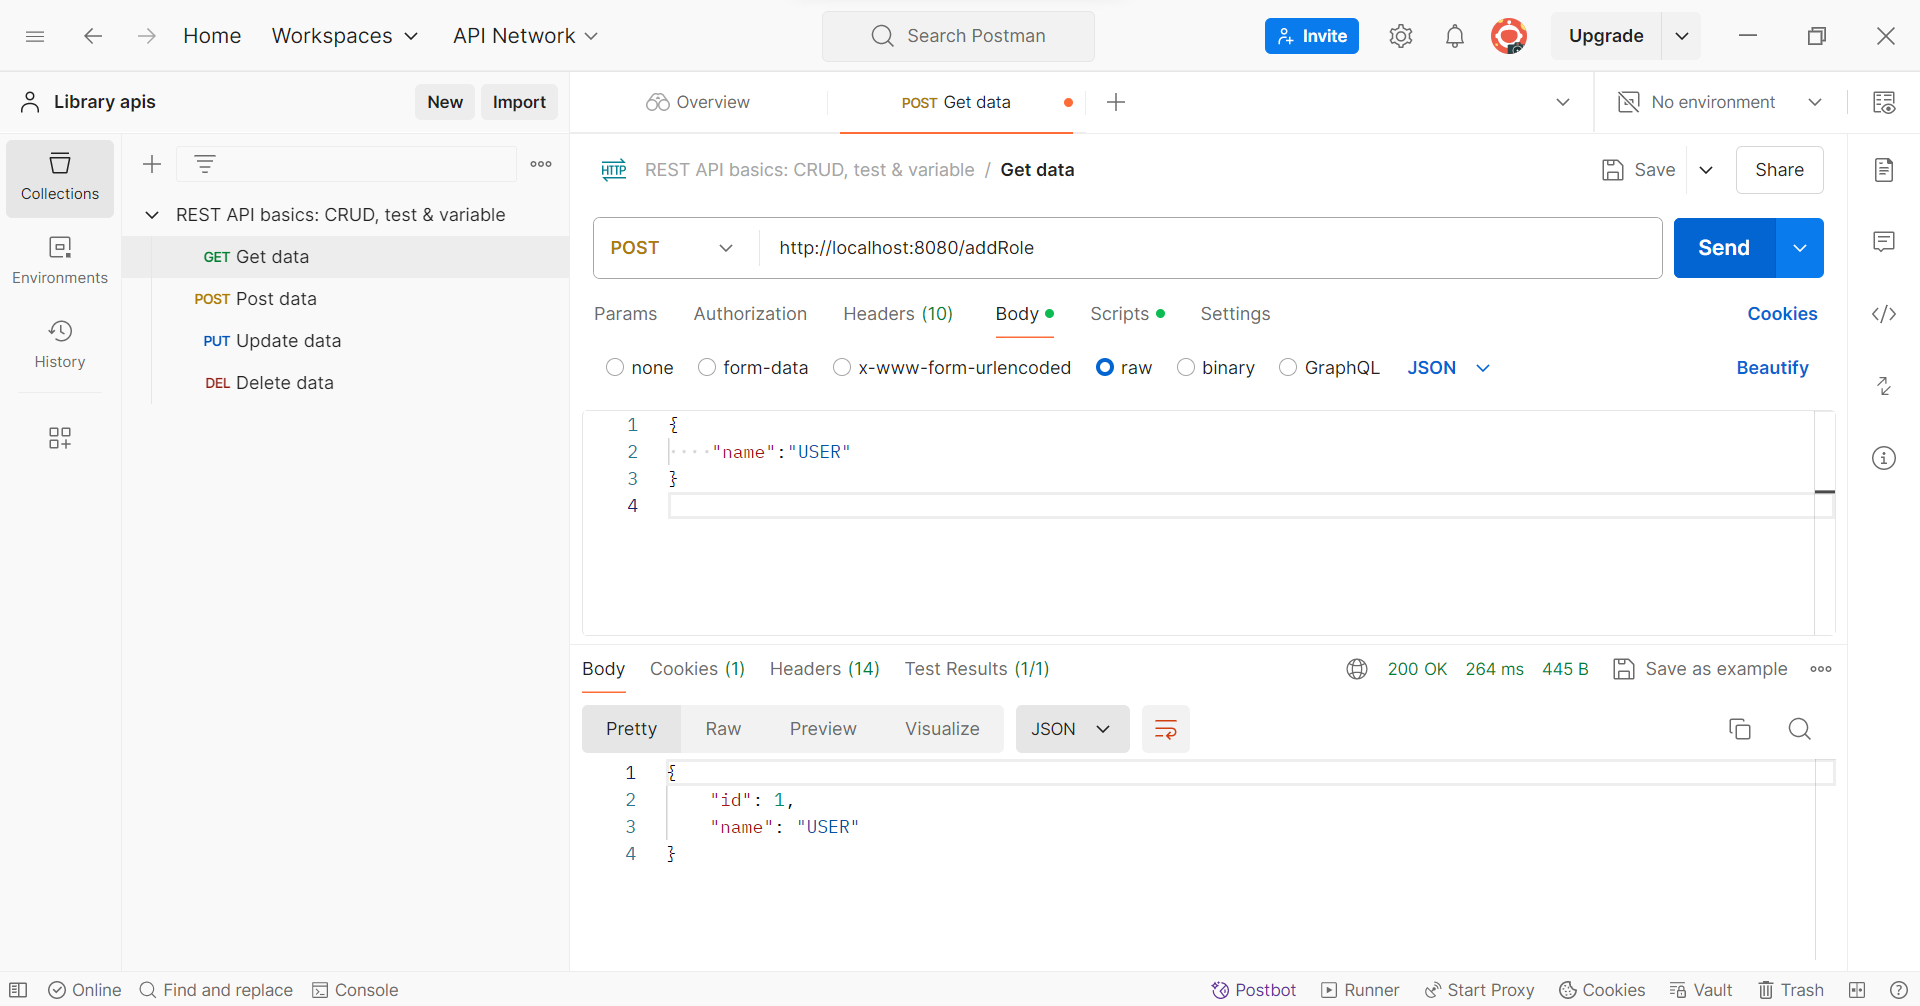 Home Workspaces API Network Search Postman Invite Upgrade
Library apis New Import Overview POST Get data No environment
Collections
Environments
History
REST API basics: CRUD, test & variable
GET Get data
POST Post data
PUT Update data
DEL Delete data
HTTP REST API basics: CRUD, test & variable / Get data Save Share
POST http://localhost:8080/addRole Send
Params Authorization Headers (10) Body Scripts Settings Cookies
none form-data x-www-form-urlencoded raw binary GraphQL JSON Beautify
1 {
2 ····"name":"USER"
3 }
4
Body Cookies (1) Headers (14) Test Results (1/1) 200 OK 264 ms 445 B Save as example
Pretty Raw Preview Visualize JSON
1 {
2 "id": 1,
3 "name": "USER"
4 }
Online Find and replace Console Postbot Runner Start Proxy Cookies Vault Trash